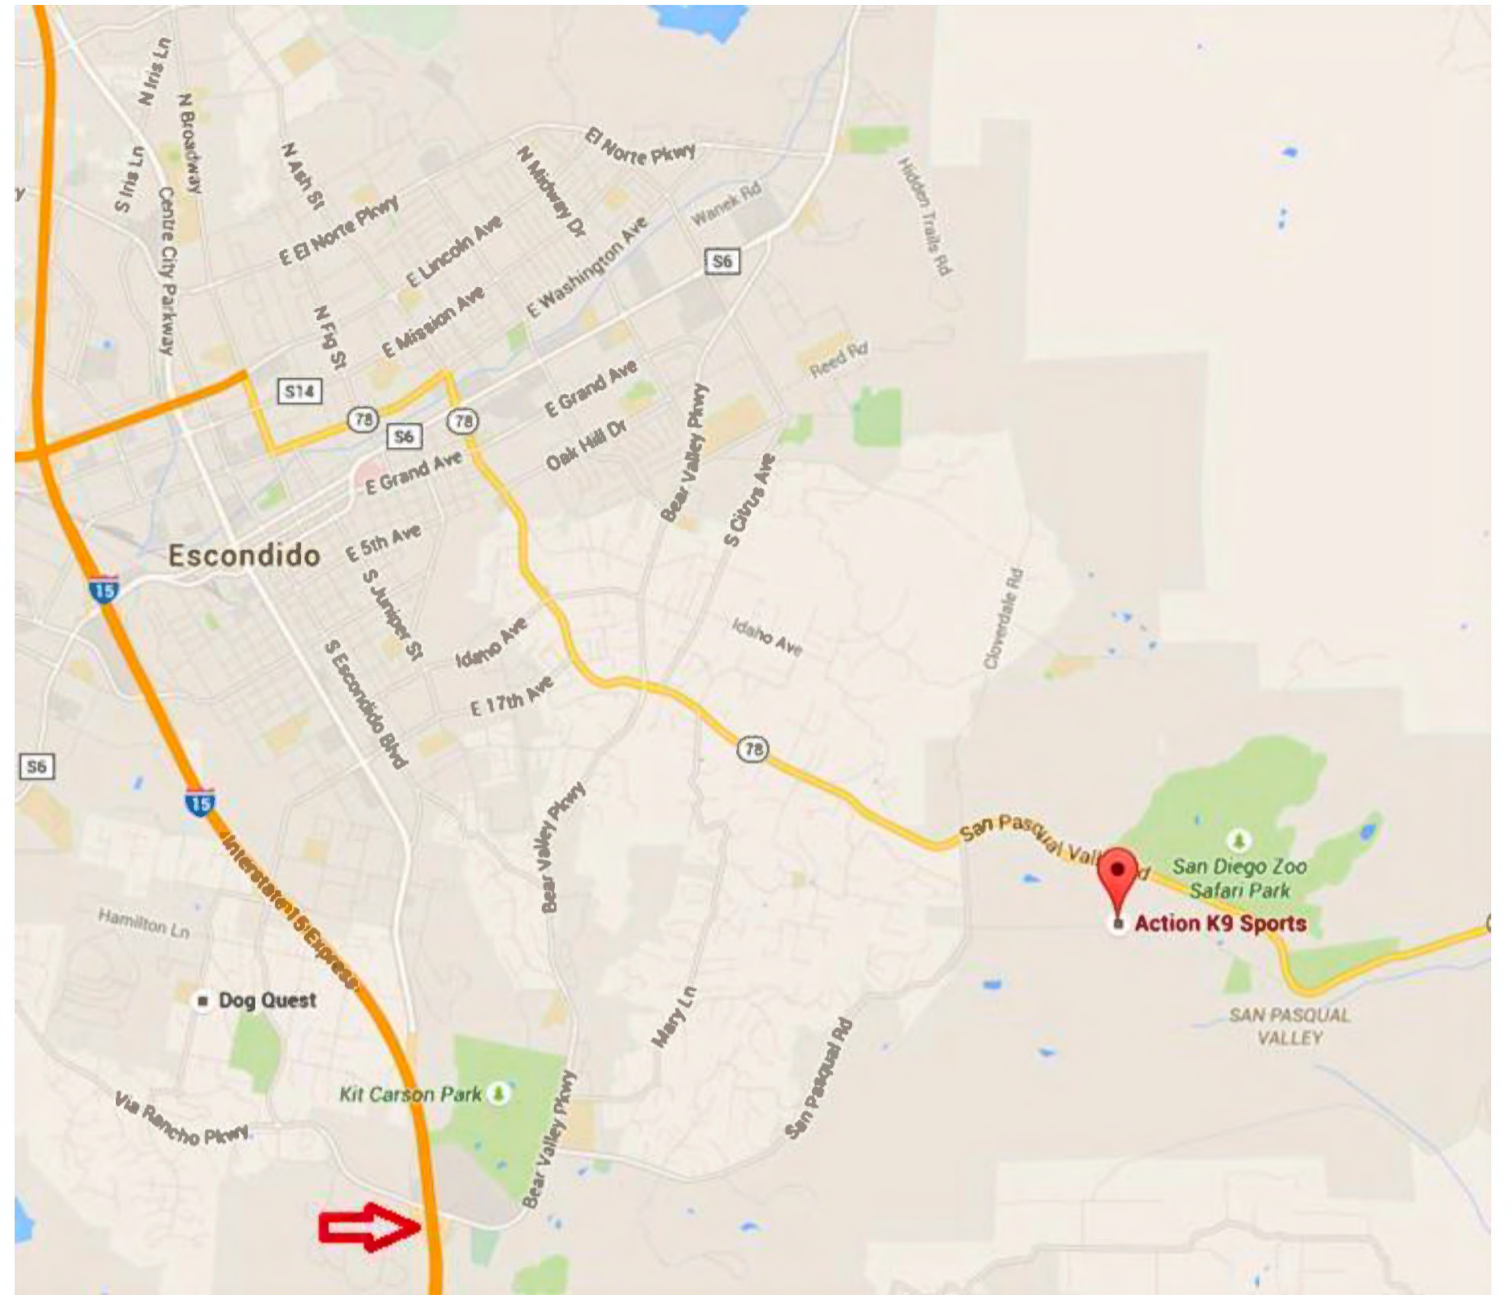 N Iris Ln
N Broadway
S Iris Ln
N Ash St
Centre City Parkway
El Norte Pkwy
N Midway Dr
Wanek Rd
Hidden Trails Rd
E El Norte Pkwy
E Lincoln Ave
E Washington Ave
S6
E Mission Ave
N Fig St
Reed Rd
S14
E Grand Ave
78
S6
78
Bear Valley Pkwy
Oak Hill Dr
E Grand Ave
S Citrus Ave
E 5th Ave
Escondido
15
S Juniper St
Cloverdale Rd
Idaho Ave
Idaho Ave
S Escondido Blvd
E 17th Ave
78
S6
15
Bear Valley Pkwy
San Pasqual Vall
d
San Diego Zoo
Safari Park
Interstate 15 Express
Action K9 Sports
Hamilton Ln
Dog Quest
Mary Ln
SAN PASQUAL
VALLEY
San Pasqual Rd
Kit Carson Park
Via Rancho Pkwy
Bear Valley Pkwy